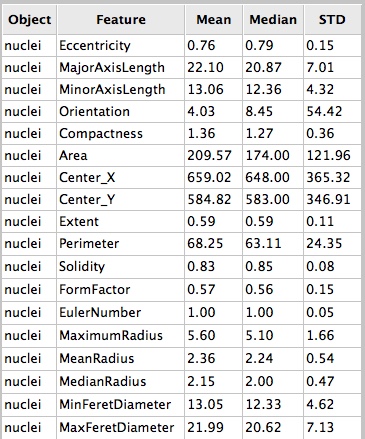 Object Feature Mean Median STD
nuclei Eccentricity 0.76 0.79 0.15
nuclei MajorAxisLength 22.10 20.87 7.01
nuclei MinorAxisLength 13.06 12.36 4.32
nuclei Orientation 4.03 8.45 54.42
nuclei Compactness 1.36 1.27 0.36
nuclei Area 209.57 174.00 121.96
nuclei Center_X 659.02 648.00 365.32
nuclei Center_Y 584.82 583.00 346.91
nuclei Extent 0.59 0.59 0.11
nuclei Perimeter 68.25 63.11 24.35
nuclei Solidity 0.83 0.85 0.08
nuclei FormFactor 0.57 0.56 0.15
nuclei EulerNumber 1.00 1.00 0.05
nuclei MaximumRadius 5.60 5.10 1.66
nuclei MeanRadius 2.36 2.24 0.54
nuclei MedianRadius 2.15 2.00 0.47
nuclei MinFeretDiameter 13.05 12.33 4.62
nuclei MaxFeretDiameter 21.99 20.62 7.13